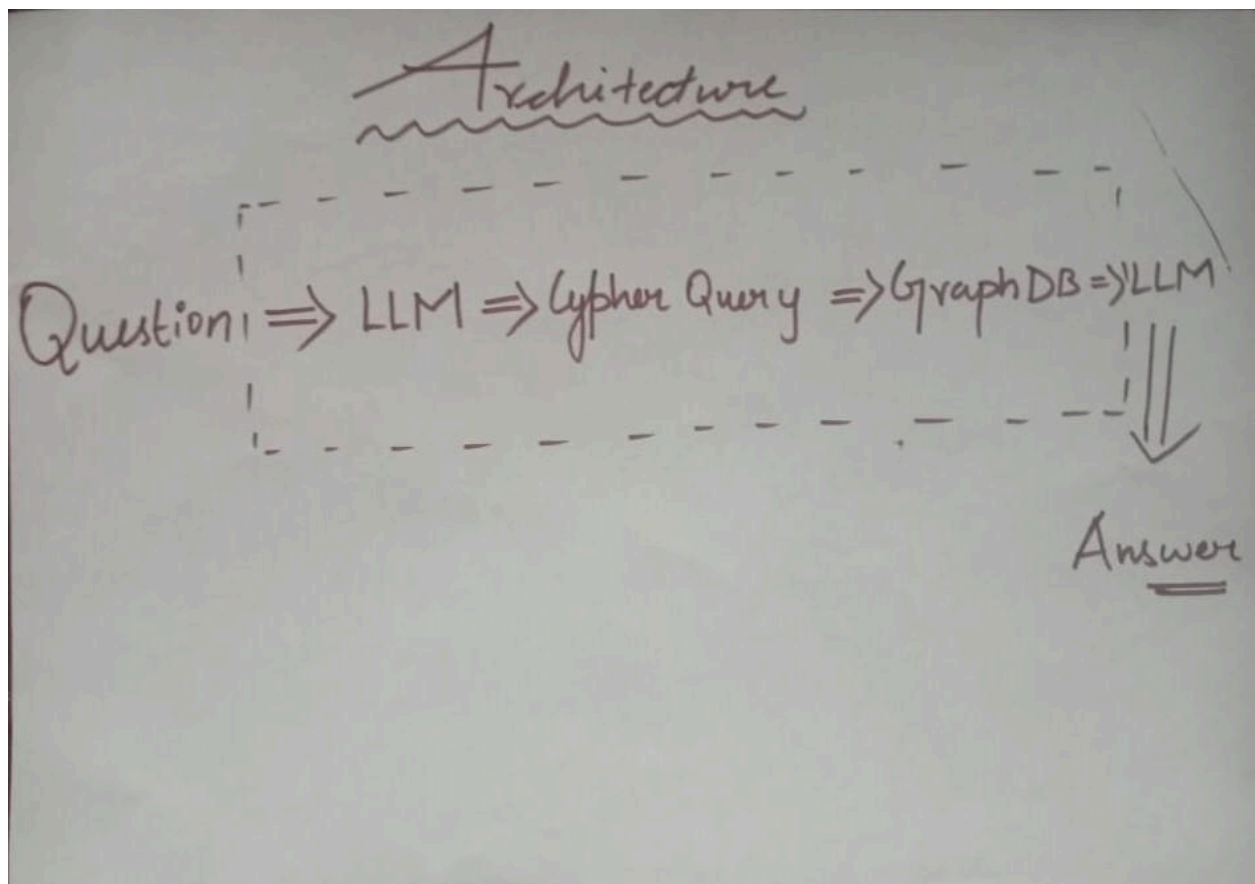 Architecture
Question ⇒ LLM ⇒ Cypher Query ⇒ GraphDB ⇒ LLM
Answer